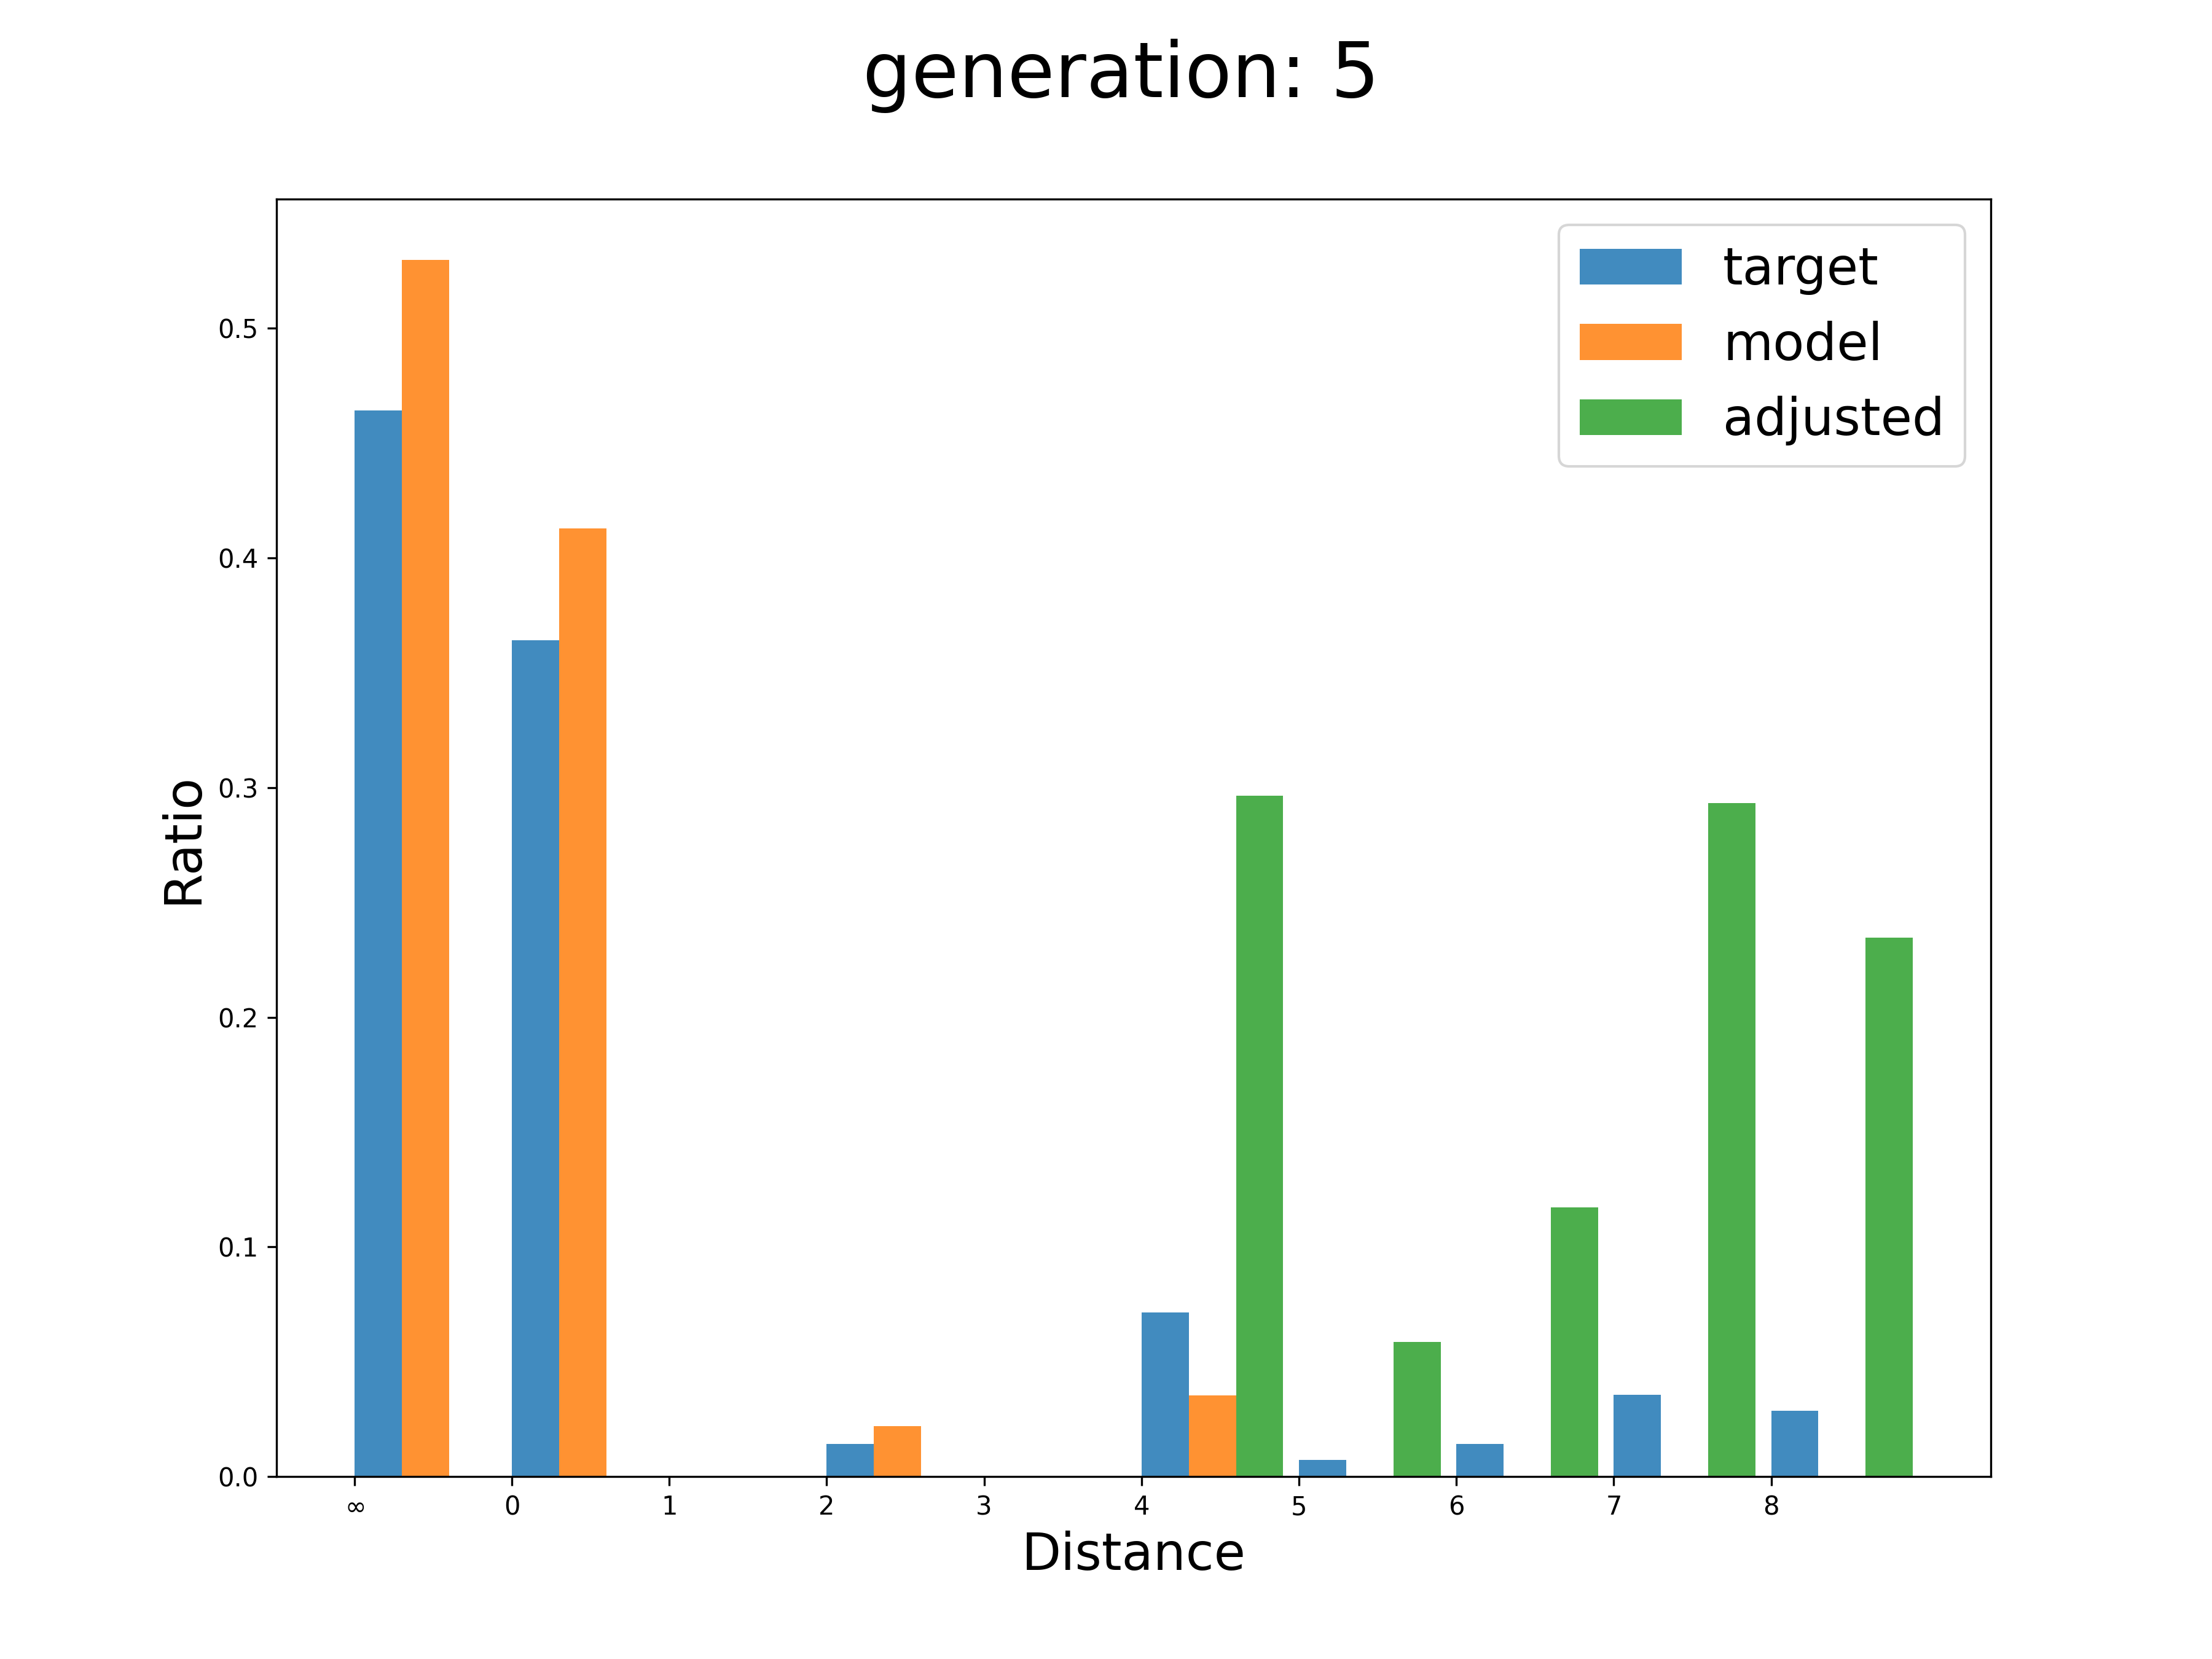 generation: 5
target
model
adjusted
0.5
0.4
0.3
0.2
0.1
0.0
Ratio
∞ 0 1 2 3 4 5 6 7 8
Distance